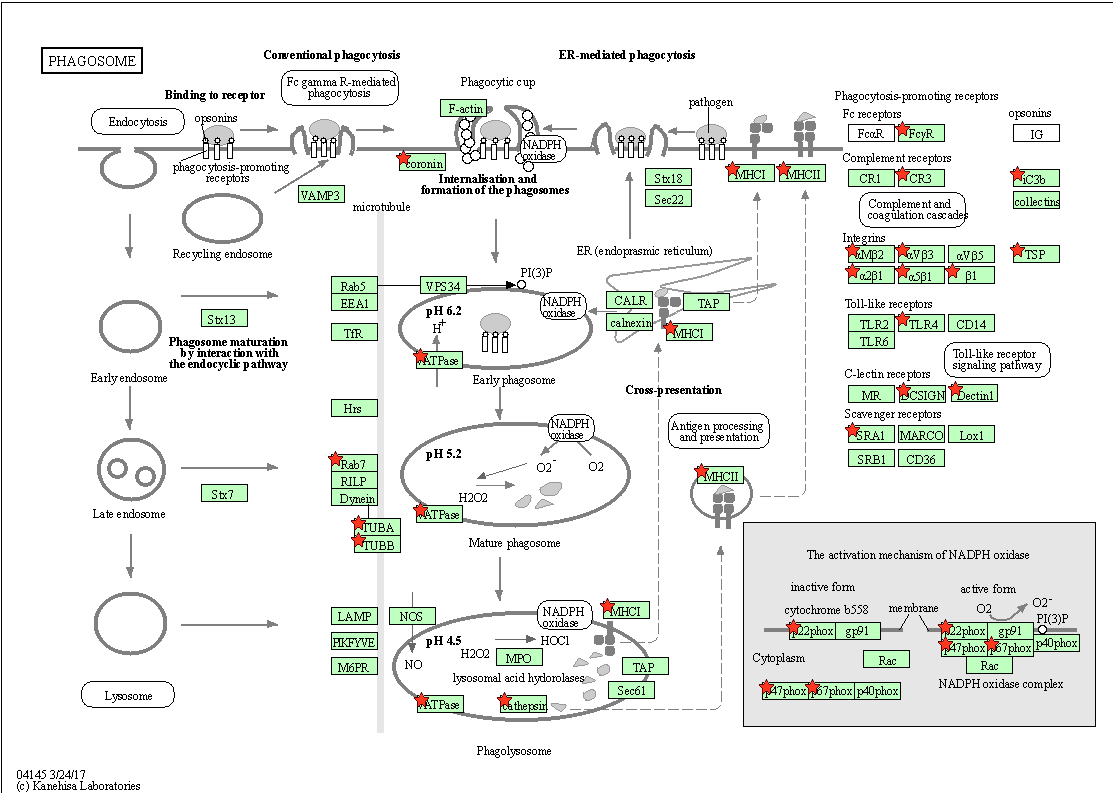 PHAGOSOME
Conventional phagocytosis
ER-mediated phagocytosis
Fc gamma R-mediated
phagocytosis
Phagocytic cup
Binding to receptor
Endocytosis
opsonins
F-actin
pathogen
Phagocytosis-promoting receptors
opsonins
Fc receptors
FcαR
FcγR
IG
NADPH
oxidase
phagocytosis-promoting
receptors
coronin
Internalisation and
formation of the phagosomes
VAMP3
microtubule
Stx18
Sec22
MHCI
MHCII
Complement receptors
CR1
CR3
iC3b
collectins
Complement and
coagulation cascades
Recycling endosome
ER (endoprasmic reticulum)
Integrins
αMβ2
αVβ3
αVβ5
TSP
α2β1
α5β1
β1
Rab5
EEA1
VPS34
PI(3)P
NADPH
oxidase
CALR
calnexin
TAP
MHCI
pH 6.2
H+
Stx13
TfR
Phagosome maturation
by interaction with
the endocyclic pathway
vATPase
Early endosome
Early phagosome
Toll-like receptors
TLR2
TLR4
CD14
TLR6
Toll-like receptor
signaling pathway
C-lectin receptors
MR
DCSIGN
Dectin1
Scavenger receptors
SRA1
MARCO
Lox1
SRB1
CD36
Cross-presentation
Hrs
NADPH
oxidase
Antigen processing
and presentation
pH 5.2
O2-
O2
H2O2
vATPase
Rab7
RILP
Dynein
Stx7
TUBA
TUBB
MHCII
Late endosome
Mature phagosome
The activation mechanism of NADPH oxidase
inactive form
active form
cytochrome b558
membrane
O2
O2-
PI(3)P
p22phox
gp91
p22phox
gp91
p47phox
p67phox
p40phox
Cytoplasm
Rac
Rac
p47phox
p67phox
p40phox
NADPH oxidase complex
LAMP
NOS
NADPH
oxidase
MHCI
PIKFYVE
pH 4.5
HOCl
M6PR
NO
H2O2
MPO
TAP
lysosomal acid hydorolases
Sec61
vATPase
cathepsin
Lysosome
Phagolysosome
04145 3/24/17
(c) Kanehisa Laboratories